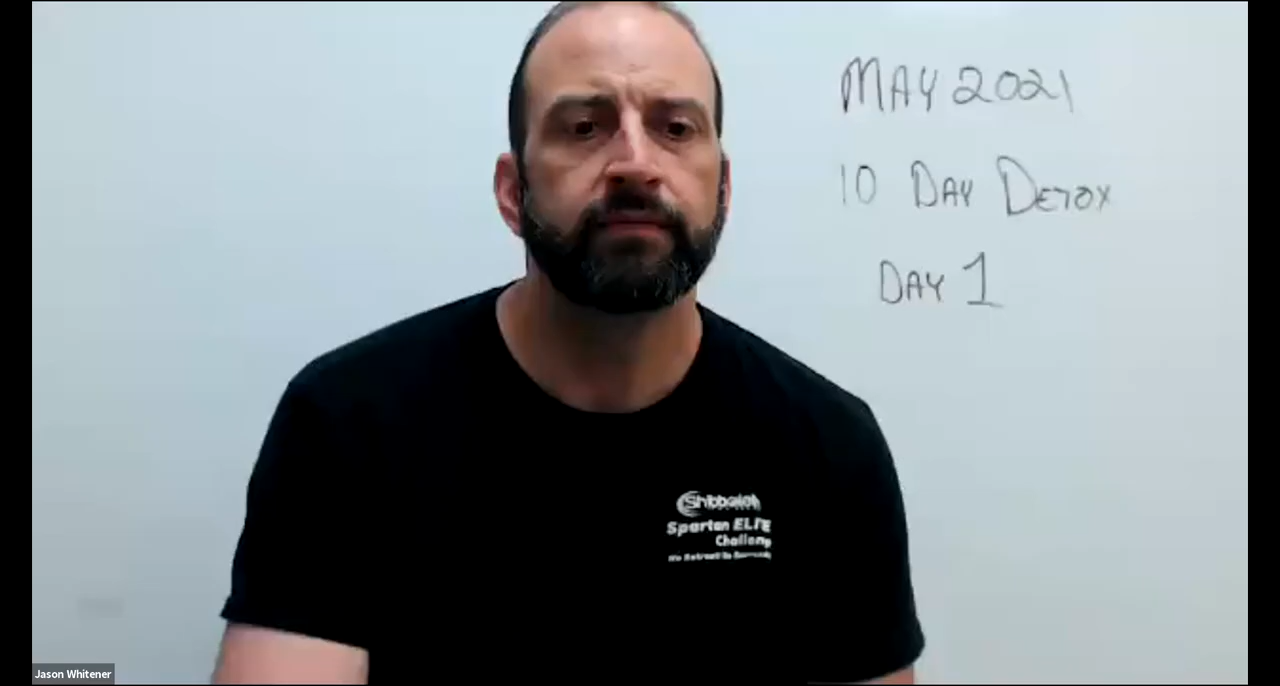 MAY 2021
10 DAY DETOX
DAY 1
Shibboleth
Spartan ELITE
Challenge
Jason Whitener